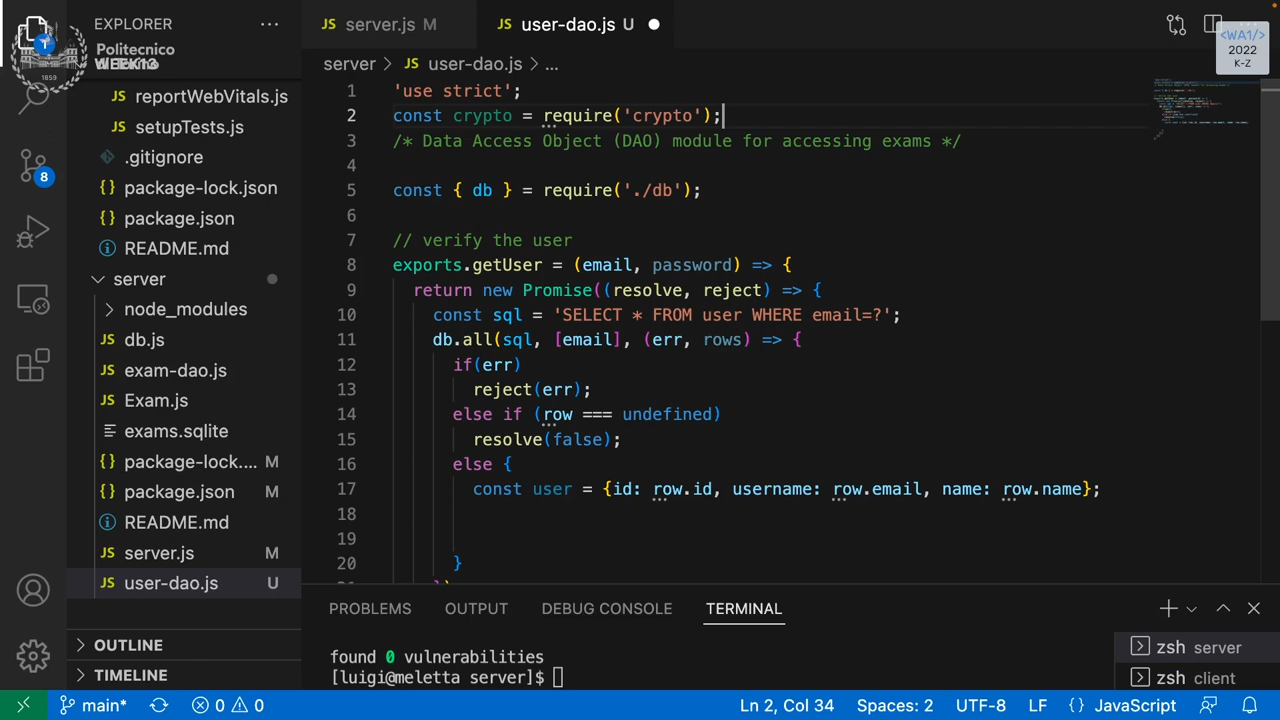 EXPLORER
Politecnico
1859
reportWebVitals.js
setupTests.js
.gitignore
package-lock.json
package.json
README.md
server
node_modules
db.js
exam-dao.js
Exam.js
exams.sqlite
package-lock.... M
package.json M
README.md
server.js M
user-dao.js U
OUTLINE
TIMELINE
8
server.js M
user-dao.js U
<WA1/>
2022
K-Z
server > user-dao.js > ...
1 'use strict';
2 const crypto = require('crypto');
3 /* Data Access Object (DAO) module for accessing exams */
4
5 const { db } = require('./db');
6
7 // verify the user
8 exports.getUser = (email, password) => {
9 return new Promise((resolve, reject) => {
10 const sql = 'SELECT * FROM user WHERE email=?';
11 db.all(sql, [email], (err, rows) => {
12 if(err)
13 reject(err);
14 else if (row === undefined)
15 resolve(false);
16 else {
17 const user = {id: row.id, username: row.email, name: row.name};
18
19
20 }
PROBLEMS OUTPUT DEBUG CONSOLE TERMINAL
found 0 vulnerabilities
[luigi@meletta server]$
zsh server
zsh client
main* 0 0 Ln 2, Col 34 Spaces: 2 UTF-8 LF {} JavaScript